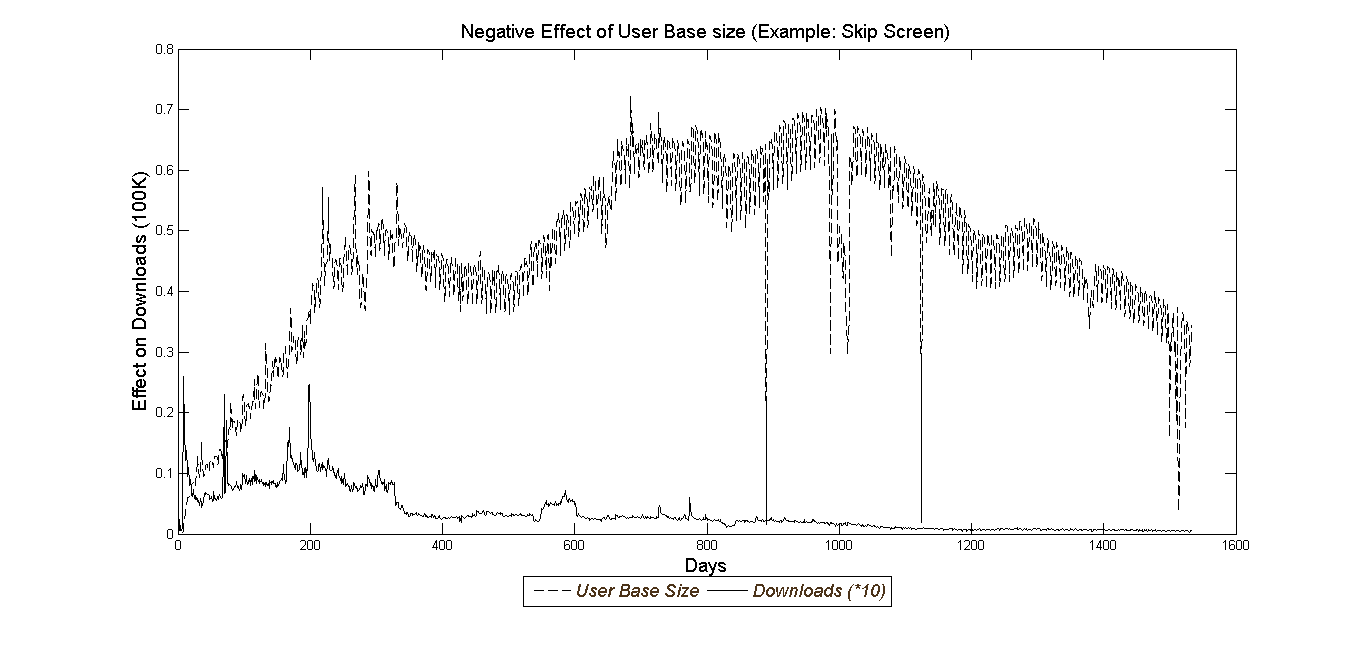 Negative Effect of User Base size (Example: Skip Screen)
0.8
0.7
0.6
0.5
0.4
0.3
0.2
0.1
0
Effect on Downloads (100K)
0 200 400 600 800 1000 1200 1400 1600
Days
User Base Size Downloads (*10)